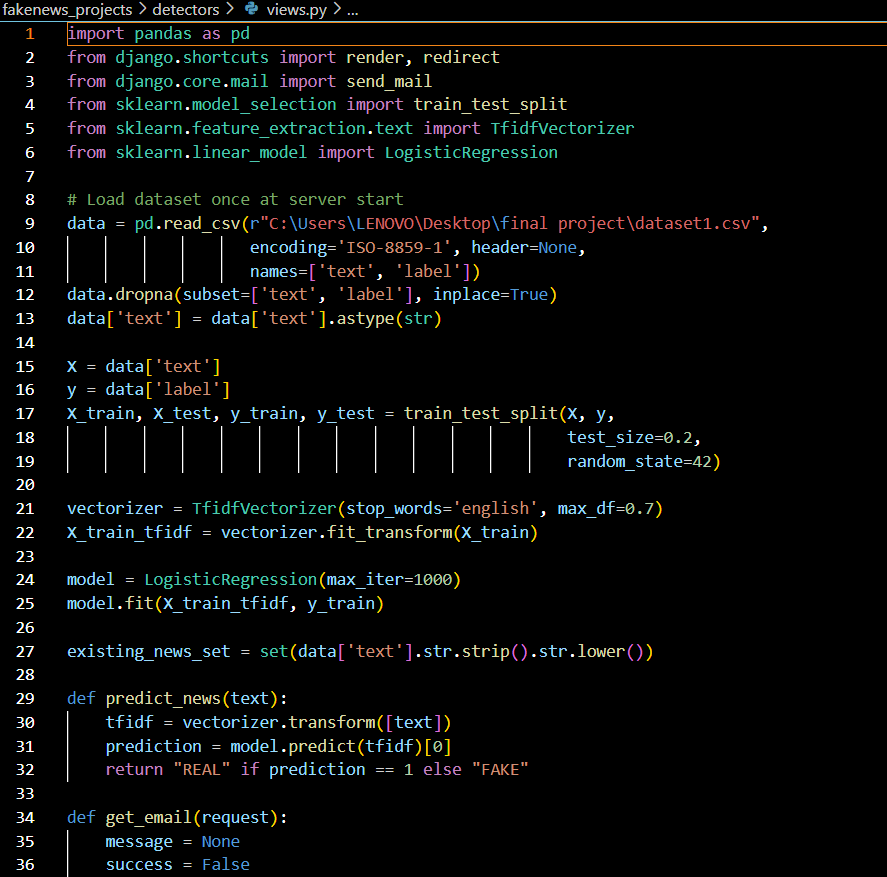 fakenews_projects > detectors > views.py > ...
1 import pandas as pd
2 from django.shortcuts import render, redirect
3 from django.core.mail import send_mail
4 from sklearn.model_selection import train_test_split
5 from sklearn.feature_extraction.text import TfidfVectorizer
6 from sklearn.linear_model import LogisticRegression
7
8 # Load dataset once at server start
9 data = pd.read_csv(r"C:\Users\LENOVO\Desktop\final project\dataset1.csv",
10                    encoding='ISO-8859-1', header=None,
11                    names=['text', 'label'])
12 data.dropna(subset=['text', 'label'], inplace=True)
13 data['text'] = data['text'].astype(str)
14
15 X = data['text']
16 y = data['label']
17 X_train, X_test, y_train, y_test = train_test_split(X, y,
18                                                     test_size=0.2,
19                                                     random_state=42)
20
21 vectorizer = TfidfVectorizer(stop_words='english', max_df=0.7)
22 X_train_tfidf = vectorizer.fit_transform(X_train)
23
24 model = LogisticRegression(max_iter=1000)
25 model.fit(X_train_tfidf, y_train)
26
27 existing_news_set = set(data['text'].str.strip().str.lower())
28
29 def predict_news(text):
30     tfidf = vectorizer.transform([text])
31     prediction = model.predict(tfidf)[0]
32     return "REAL" if prediction == 1 else "FAKE"
33
34 def get_email(request):
35     message = None
36     success = False